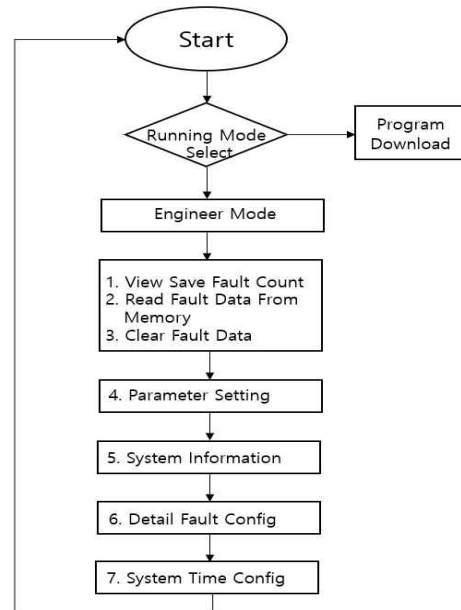 Start
Running Mode
Select
Program
Download
Engineer Mode
1. View Save Fault Count
2. Read Fault Data From
Memory
3. Clear Fault Data
4. Parameter Setting
5. System Information
6. Detail Fault Config
7. System Time Config